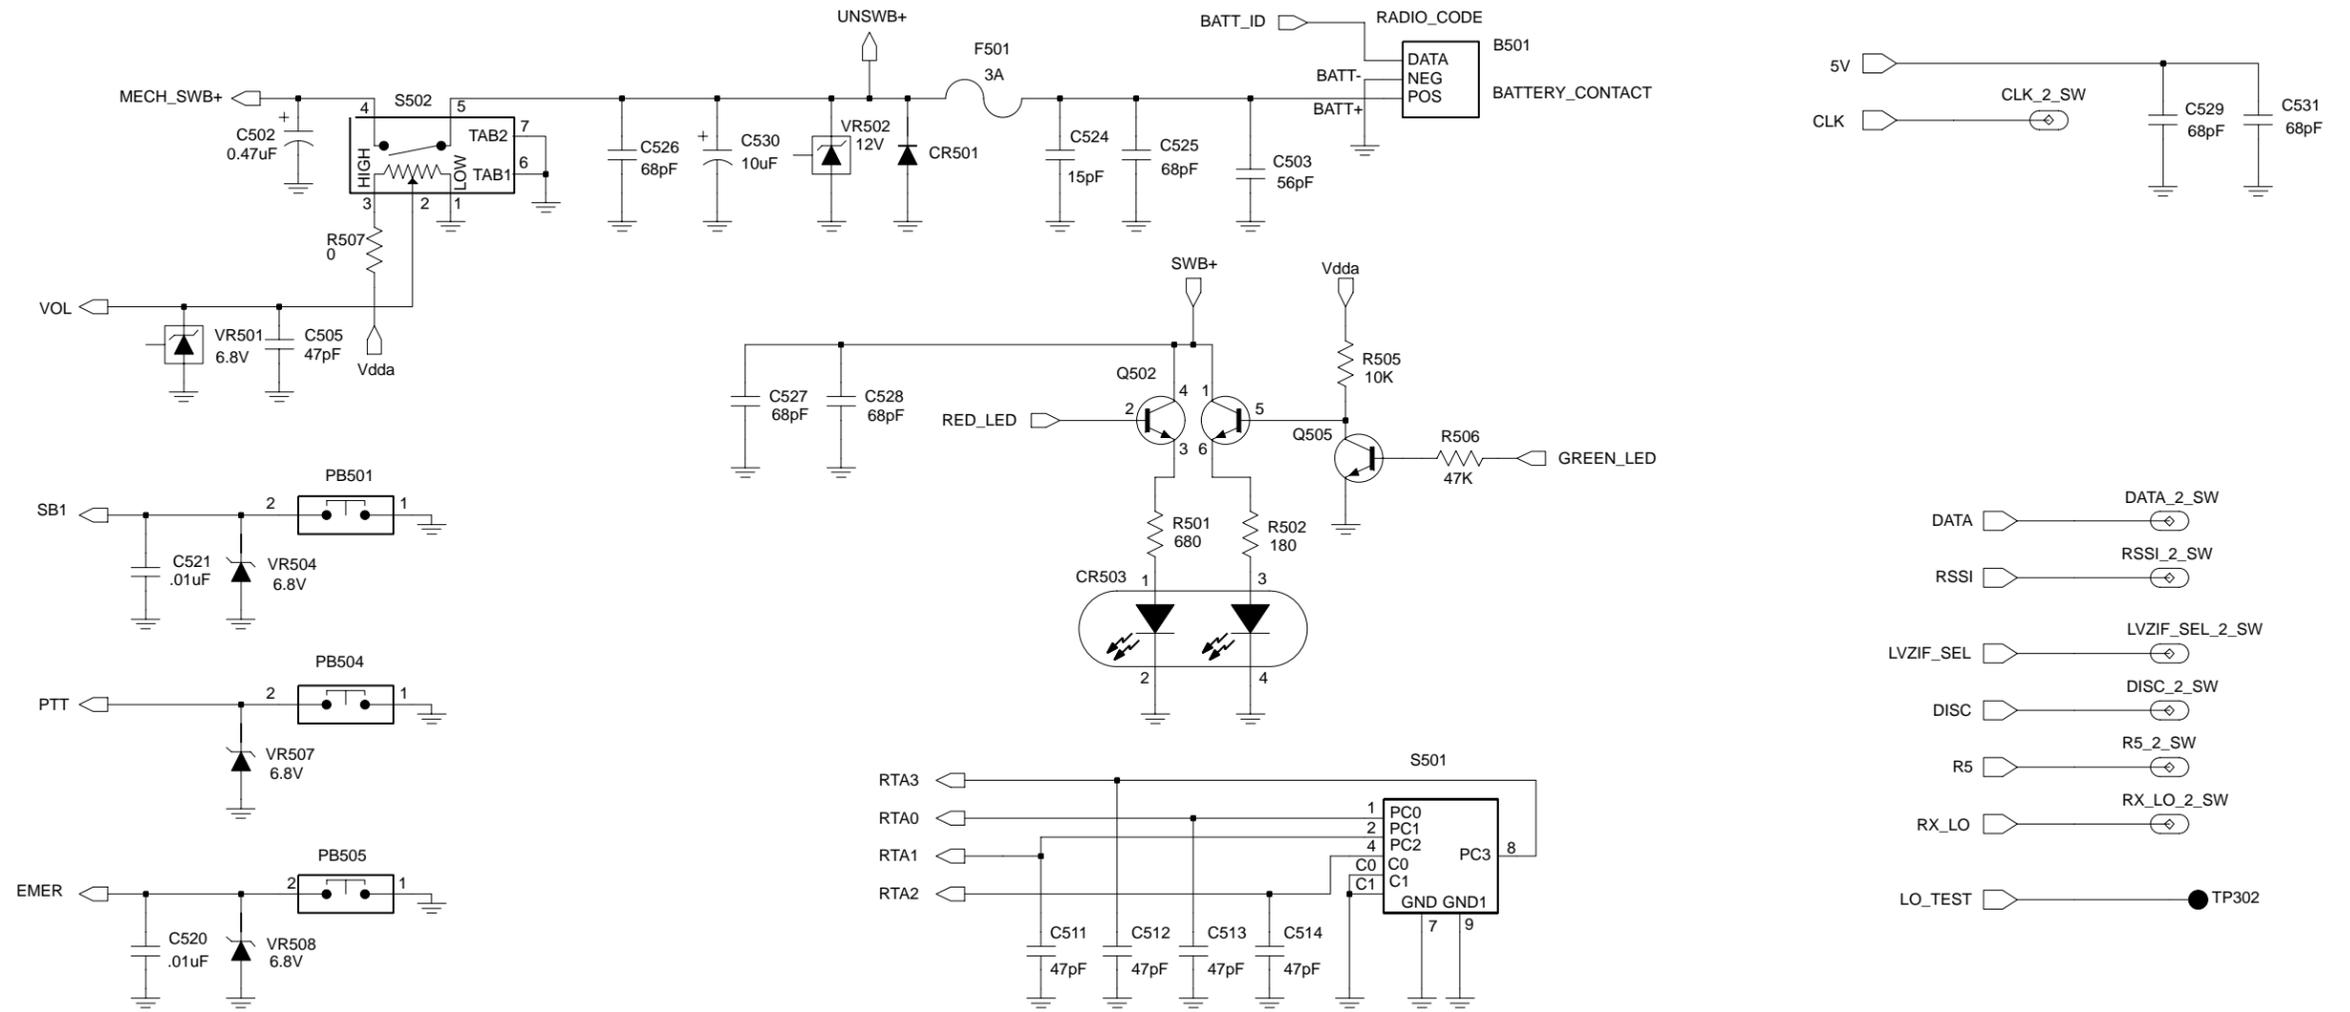 UNSWB+
BATT_ID
RADIO_CODE
F501
3A
B501
DATA
NEG
POS
BATT-
BATT+
BATTERY_CONTACT
MECH_SWB+
4
S502
5
+
C502
0.47uF
HIGH
LOW
TAB2
7
TAB1
6
3
2
1
C526
68pF
+
C530
10uF
VR502
12V
CR501
C524
15pF
C525
68pF
C503
56pF
5V
CLK
CLK_2_SW
C529
68pF
C531
68pF
R507
0
VOL
VR501
6.8V
C505
47pF
Vdda
SWB+
Vdda
R505
10K
Q502
4
1
2
5
3
6
C527
68pF
C528
68pF
RED_LED
Q505
R506
47K
GREEN_LED
R501
680
R502
180
CR503
1
3
2
4
PB501
SB1
2
1
C521
.01uF
VR504
6.8V
PB504
PTT
2
1
VR507
6.8V
PB505
EMER
2
1
C520
.01uF
VR508
6.8V
S501
RTA3
RTA0
RTA1
RTA2
1
2
4
C0
C1
PC0
PC1
PC2
C0
C1
PC3
8
GND GND1
7
9
C511
47pF
C512
47pF
C513
47pF
C514
47pF
DATA_2_SW
DATA
RSSI_2_SW
RSSI
LVZIF_SEL_2_SW
LVZIF_SEL
DISC_2_SW
DISC
R5_2_SW
R5
RX_LO_2_SW
RX_LO
LO_TEST
TP302